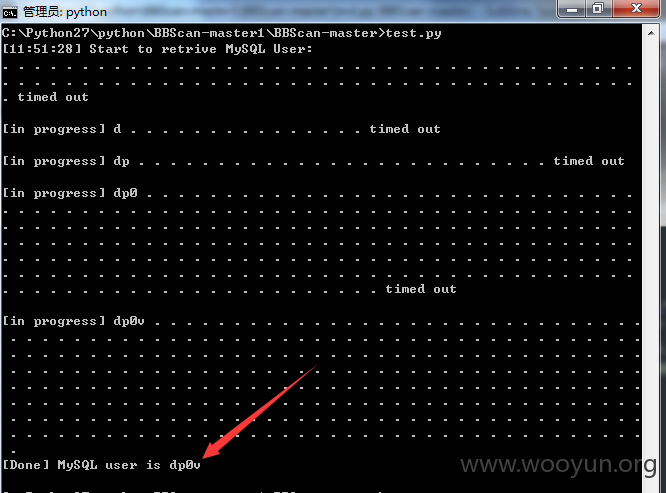 管理员: python
C:\Python27\python\BBScan-master1\BBScan-master>test.py
[11:51:28] Start to retrive MySQL User:
. . . . . . . . . . . . . . . . . . . . . . . . . . . . . . . . . . . . . . . .
. . . . . . . . . . . . . . . . . . . . . . . . . . . . . . . . . . . . . . . .
. timed out
[in progress] d . . . . . . . . . . . . . . . timed out
[in progress] dp . . . . . . . . . . . . . . . . . . . . . . . . . . . timed out
[in progress] dp0 . . . . . . . . . . . . . . . . . . . . . . . . . . . . . . . .
. . . . . . . . . . . . . . . . . . . . . . . . . . . . . . . . . . . . . . . .
. . . . . . . . . . . . . . . . . . . . . . . . . . . . . . . . . . . . . . . .
. . . . . . . . . . . . . . . . . . . . . . . . . . . . . . . . . . . . . . . .
. . . . . . . . . . . . . . . . . . . . . . . . . . . . . . . . . . . . . . . .
. . . . . . . . . . . . . . . . . . . . . . . . . . . . . . . . . . . . . . . .
. . . . . . . . . . . . . . . . . . . . . . . . timed out
[in progress] dp0v . . . . . . . . . . . . . . . . . . . . . . . . . . . . . . .
. . . . . . . . . . . . . . . . . . . . . . . . . . . . . . . . . . . . . . . .
. . . . . . . . . . . . . . . . . . . . . . . . . . . . . . . . . . . . . . . .
. . . . . . . . . . . . . . . . . . . . . . . . . . . . . . . . . . . . . . . .
. . . . . . . . . . . . . . . . . . . . . . . . . . . . . . . . . . . . . . . .
. . . . . . . . . . . . . . . . . . . . . . . . . . . . . . . . . . . . . . . .
. . . . . . . . . . . . . . . . . . . . . . . . . . . . . . . . . . . . . . . .
. . . . . . . . . . . . . . . . . . . . . . . . . . . . . . . . . . . . . . . .
.
[Done] MySQL user is dp0v
www.wooyun.org